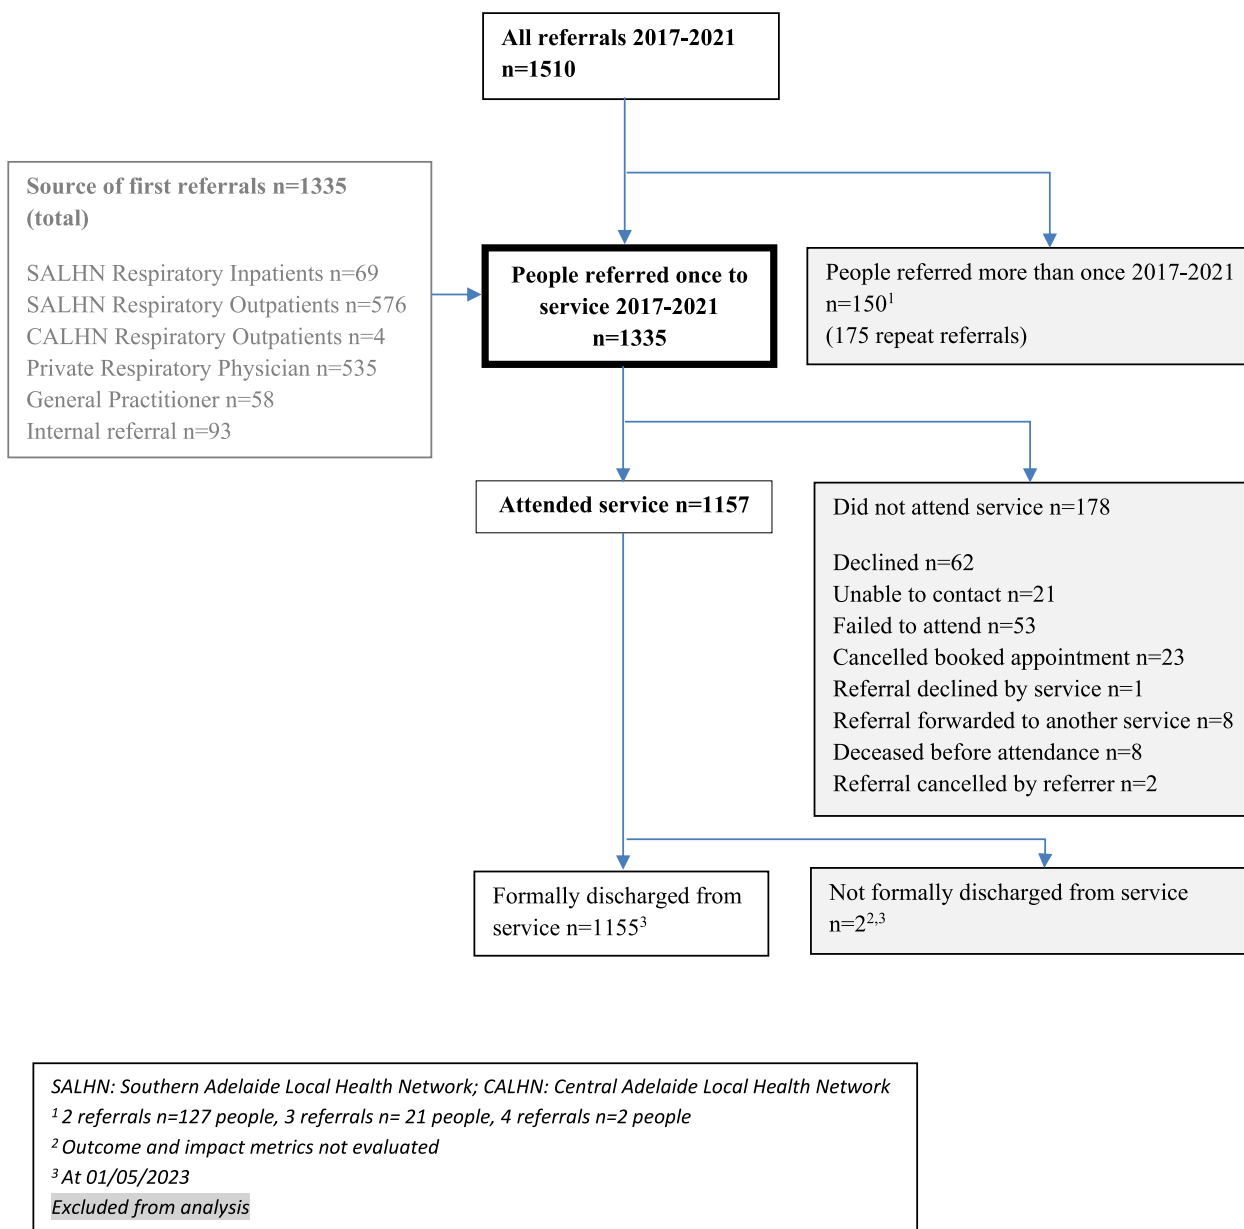 All referrals 2017-2021
n=1510
Source of first referrals n=1335
(total)
SALHN Respiratory Inpatients n=69
SALHN Respiratory Outpatients n=576
CALHN Respiratory Outpatients n=4
Private Respiratory Physician n=535
General Practitioner n=58
Internal referral n=93
People referred once to
service 2017-2021
n=1335
People referred more than once 2017-2021
n=150¹
(175 repeat referrals)
Attended service n=1157
Did not attend service n=178
Declined n=62
Unable to contact n=21
Failed to attend n=53
Cancelled booked appointment n=23
Referral declined by service n=1
Referral forwarded to another service n=8
Deceased before attendance n=8
Referral cancelled by referrer n=2
Formally discharged from
service n=1155³
Not formally discharged from service
n=2²,³
SALHN: Southern Adelaide Local Health Network; CALHN: Central Adelaide Local Health Network
¹ 2 referrals n=127 people, 3 referrals n= 21 people, 4 referrals n=2 people
² Outcome and impact metrics not evaluated
³ At 01/05/2023
Excluded from analysis